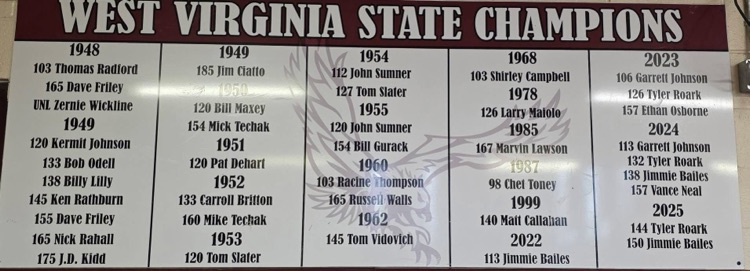 WEST VIRGINIA STATE CHAMPIONS
1948
103 Thomas Radford
165 Dave Friley
UNL Zernie Wickline
1949
120 Kermit Johnson
133 Bob Odell
138 Billy Lilly
145 Ken Rathburn
155 Dave Friley
165 Nick Rahall
175 J.D. Kidd
1949
185 Jim Ciatto
1950
120 Bill Maxey
154 Mick Techak
1951
120 Pat Dehart
1952
133 Carroll Britton
160 Mike Techak
1953
120 Tom Slater
1954
112 John Sumner
127 Tom Slater
1955
120 John Sumner
154 Bill Gurack
1960
103 Racine Thompson
165 Russell Walls
1962
145 Tom Vidovich
1968
103 Shirley Campbell
1978
126 Larry Maiolo
1985
167 Marvin Lawson
1987
98 Chet Toney
1999
140 Matt Callahan
2022
113 Jimmie Bailes
2023
106 Garrett Johnson
126 Tyler Roark
157 Ethan Osborne
2024
113 Garrett Johnson
132 Tyler Roark
138 Jimmie Bailes
157 Vance Neal
2025
144 Tyler Roark
150 Jimmie Bailes